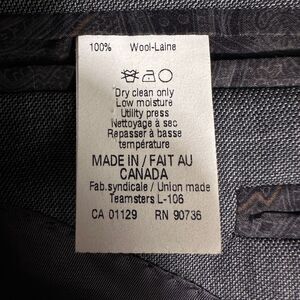 100% Wool-Laine
Dry clean only
Low moisture
Utility press
Nettoyage à sec
Repasser à basse
température
MADE IN / FAIT AU
CANADA
Fab. syndicale / Union made
Teamsters L-106
CA 01129 RN 90736